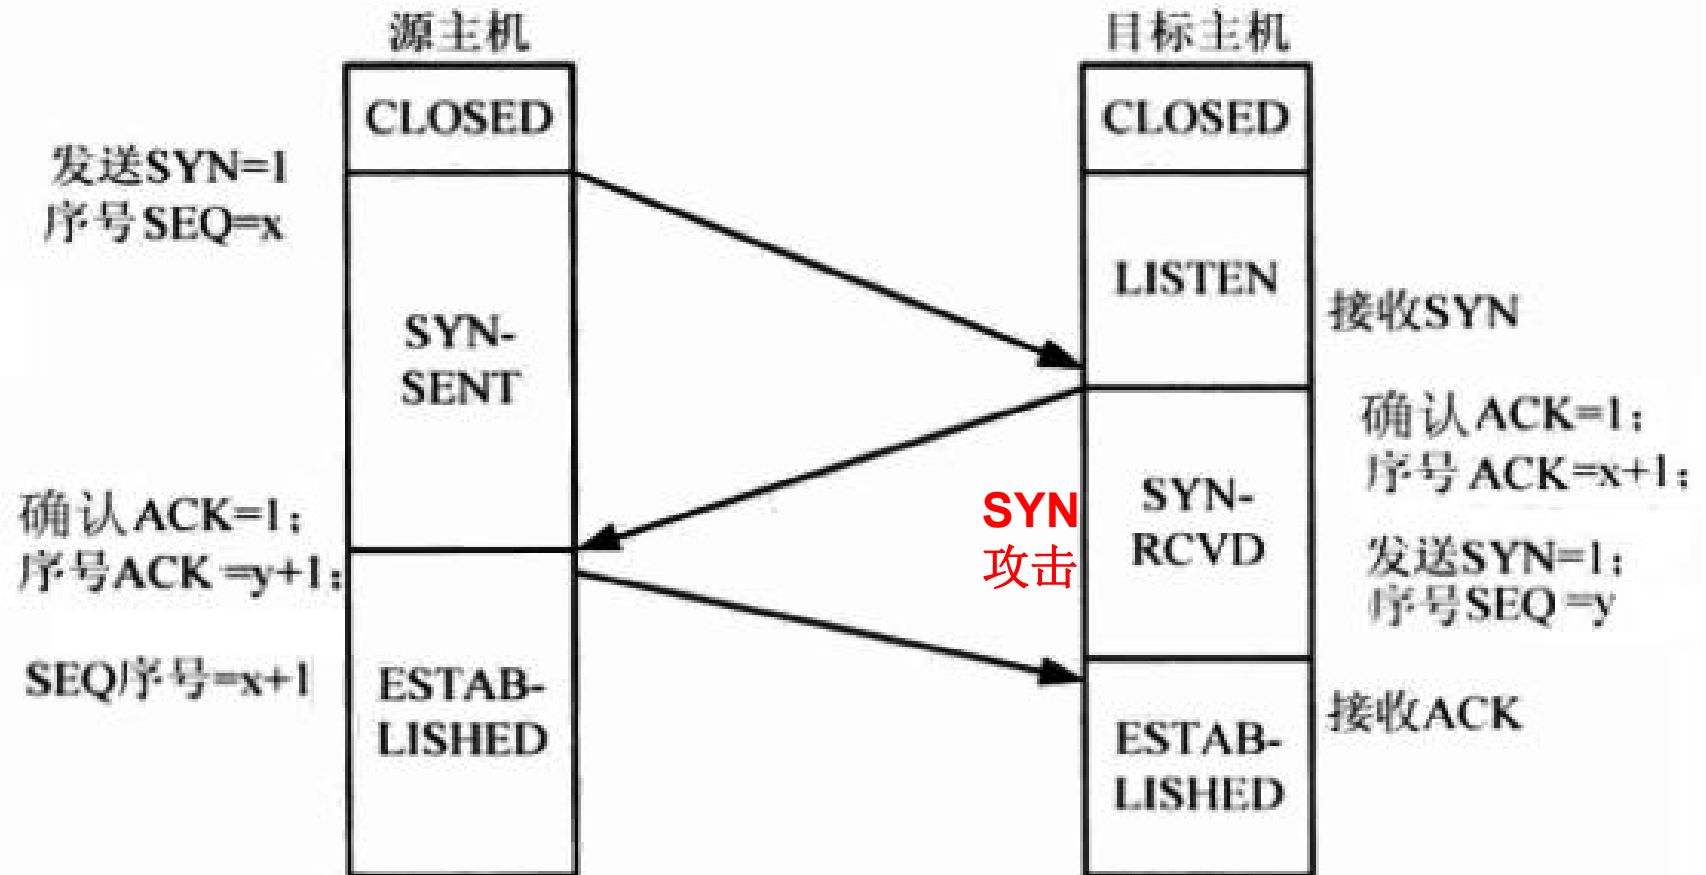 源主机
目标主机
CLOSED
CLOSED
发送SYN=1
序号SEQ=x
LISTEN
接收SYN
SYN-
SENT
确认ACK=1;
序号ACK=x+1;
SYN
攻击
SYN-
RCVD
发送SYN=1;
序号SEQ=y
确认ACK=1;
序号ACK=y+1;
SEQ序号=x+1
ESTAB-
LISHED
接收ACK
ESTAB-
LISHED